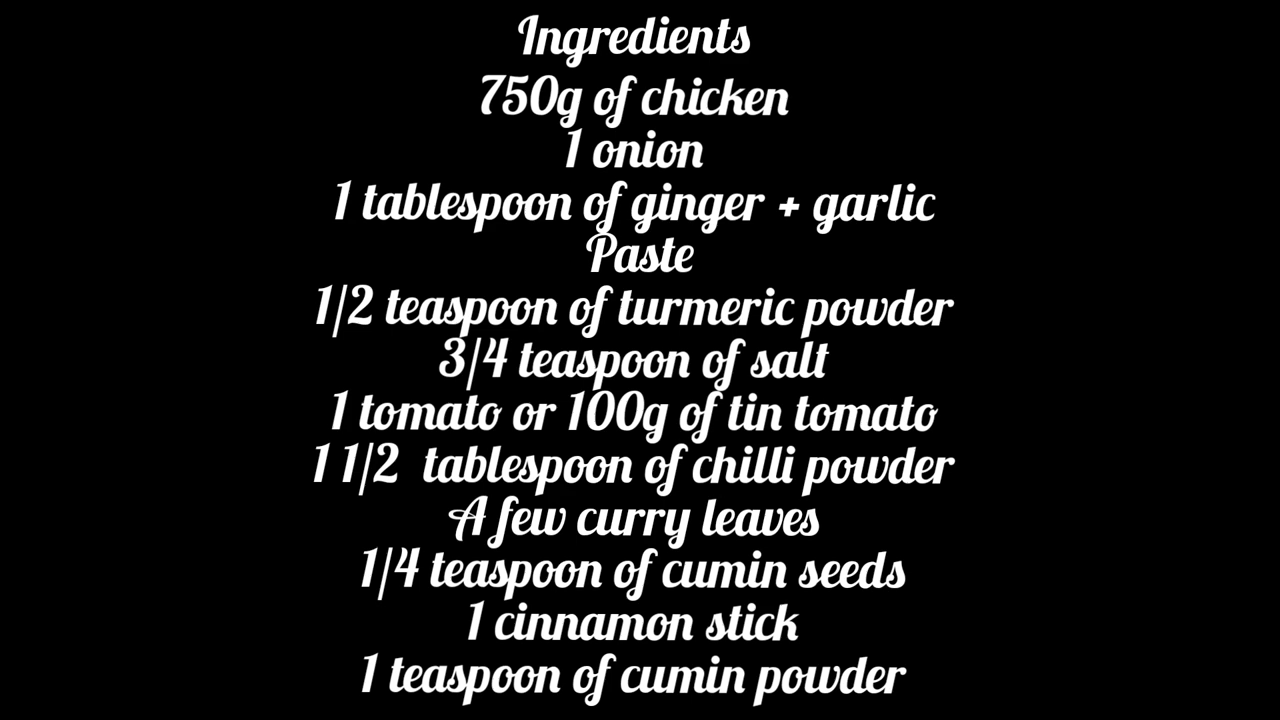 Ingredients
750g of chicken
1 onion
1 tablespoon of ginger + garlic
Paste
1/2 teaspoon of turmeric powder
3/4 teaspoon of salt
1 tomato or 100g of tin tomato
1 1/2 tablespoon of chilli powder
A few curry leaves
1/4 teaspoon of cumin seeds
1 cinnamon stick
1 teaspoon of cumin powder